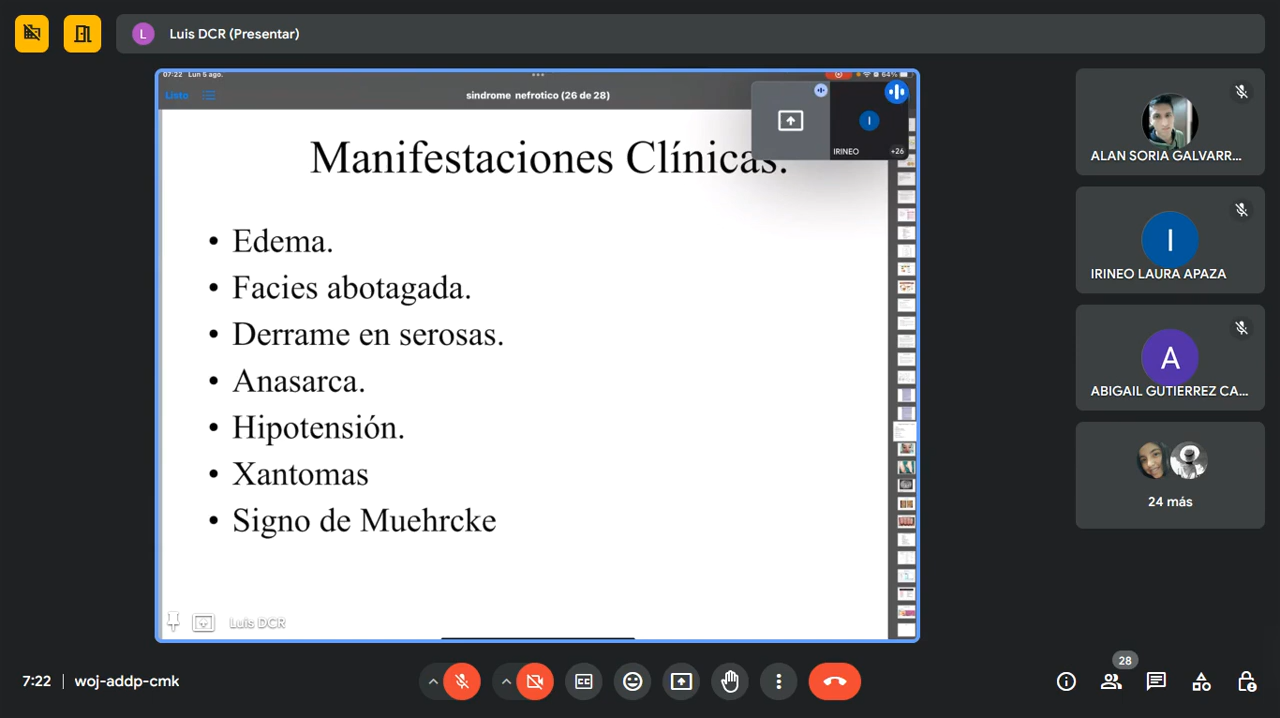 L Luis DCR (Presentar)
07:22 Lun 5 ago.
64%
Listo
sindrome nefrotico (26 de 28)
I
IRINEO
+26
Manifestaciones Clínicas.
• Edema.
• Facies abotagada.
• Derrame en serosas.
• Anasarca.
• Hipotensión.
• Xantomas
• Signo de Muehrcke
Luis DCR
ALAN SORIA GALVARR...
I
IRINEO LAURA APAZA
A
ABIGAIL GUTIERREZ CA...
24 más
7:22 | woj-addp-cmk
28